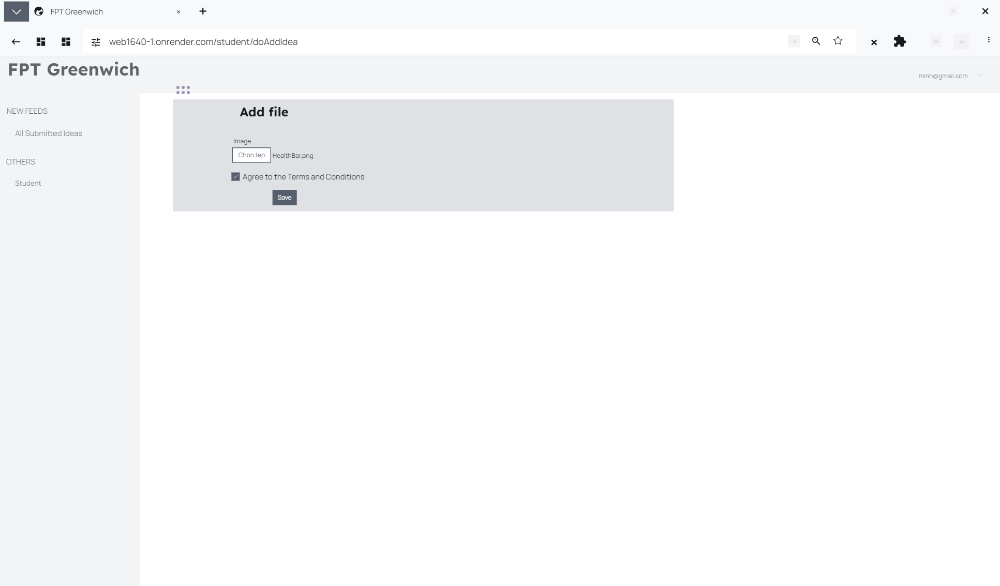 FPT Greenwich
web1640-1.onrender.com/student/doAddIdea
FPT Greenwich
minh@gmail.com
NEW FEEDS
All Submitted Ideas
OTHERS
Student
Add file
Image
Chon tep HealthBar.png
Agree to the Terms and Conditions
Save